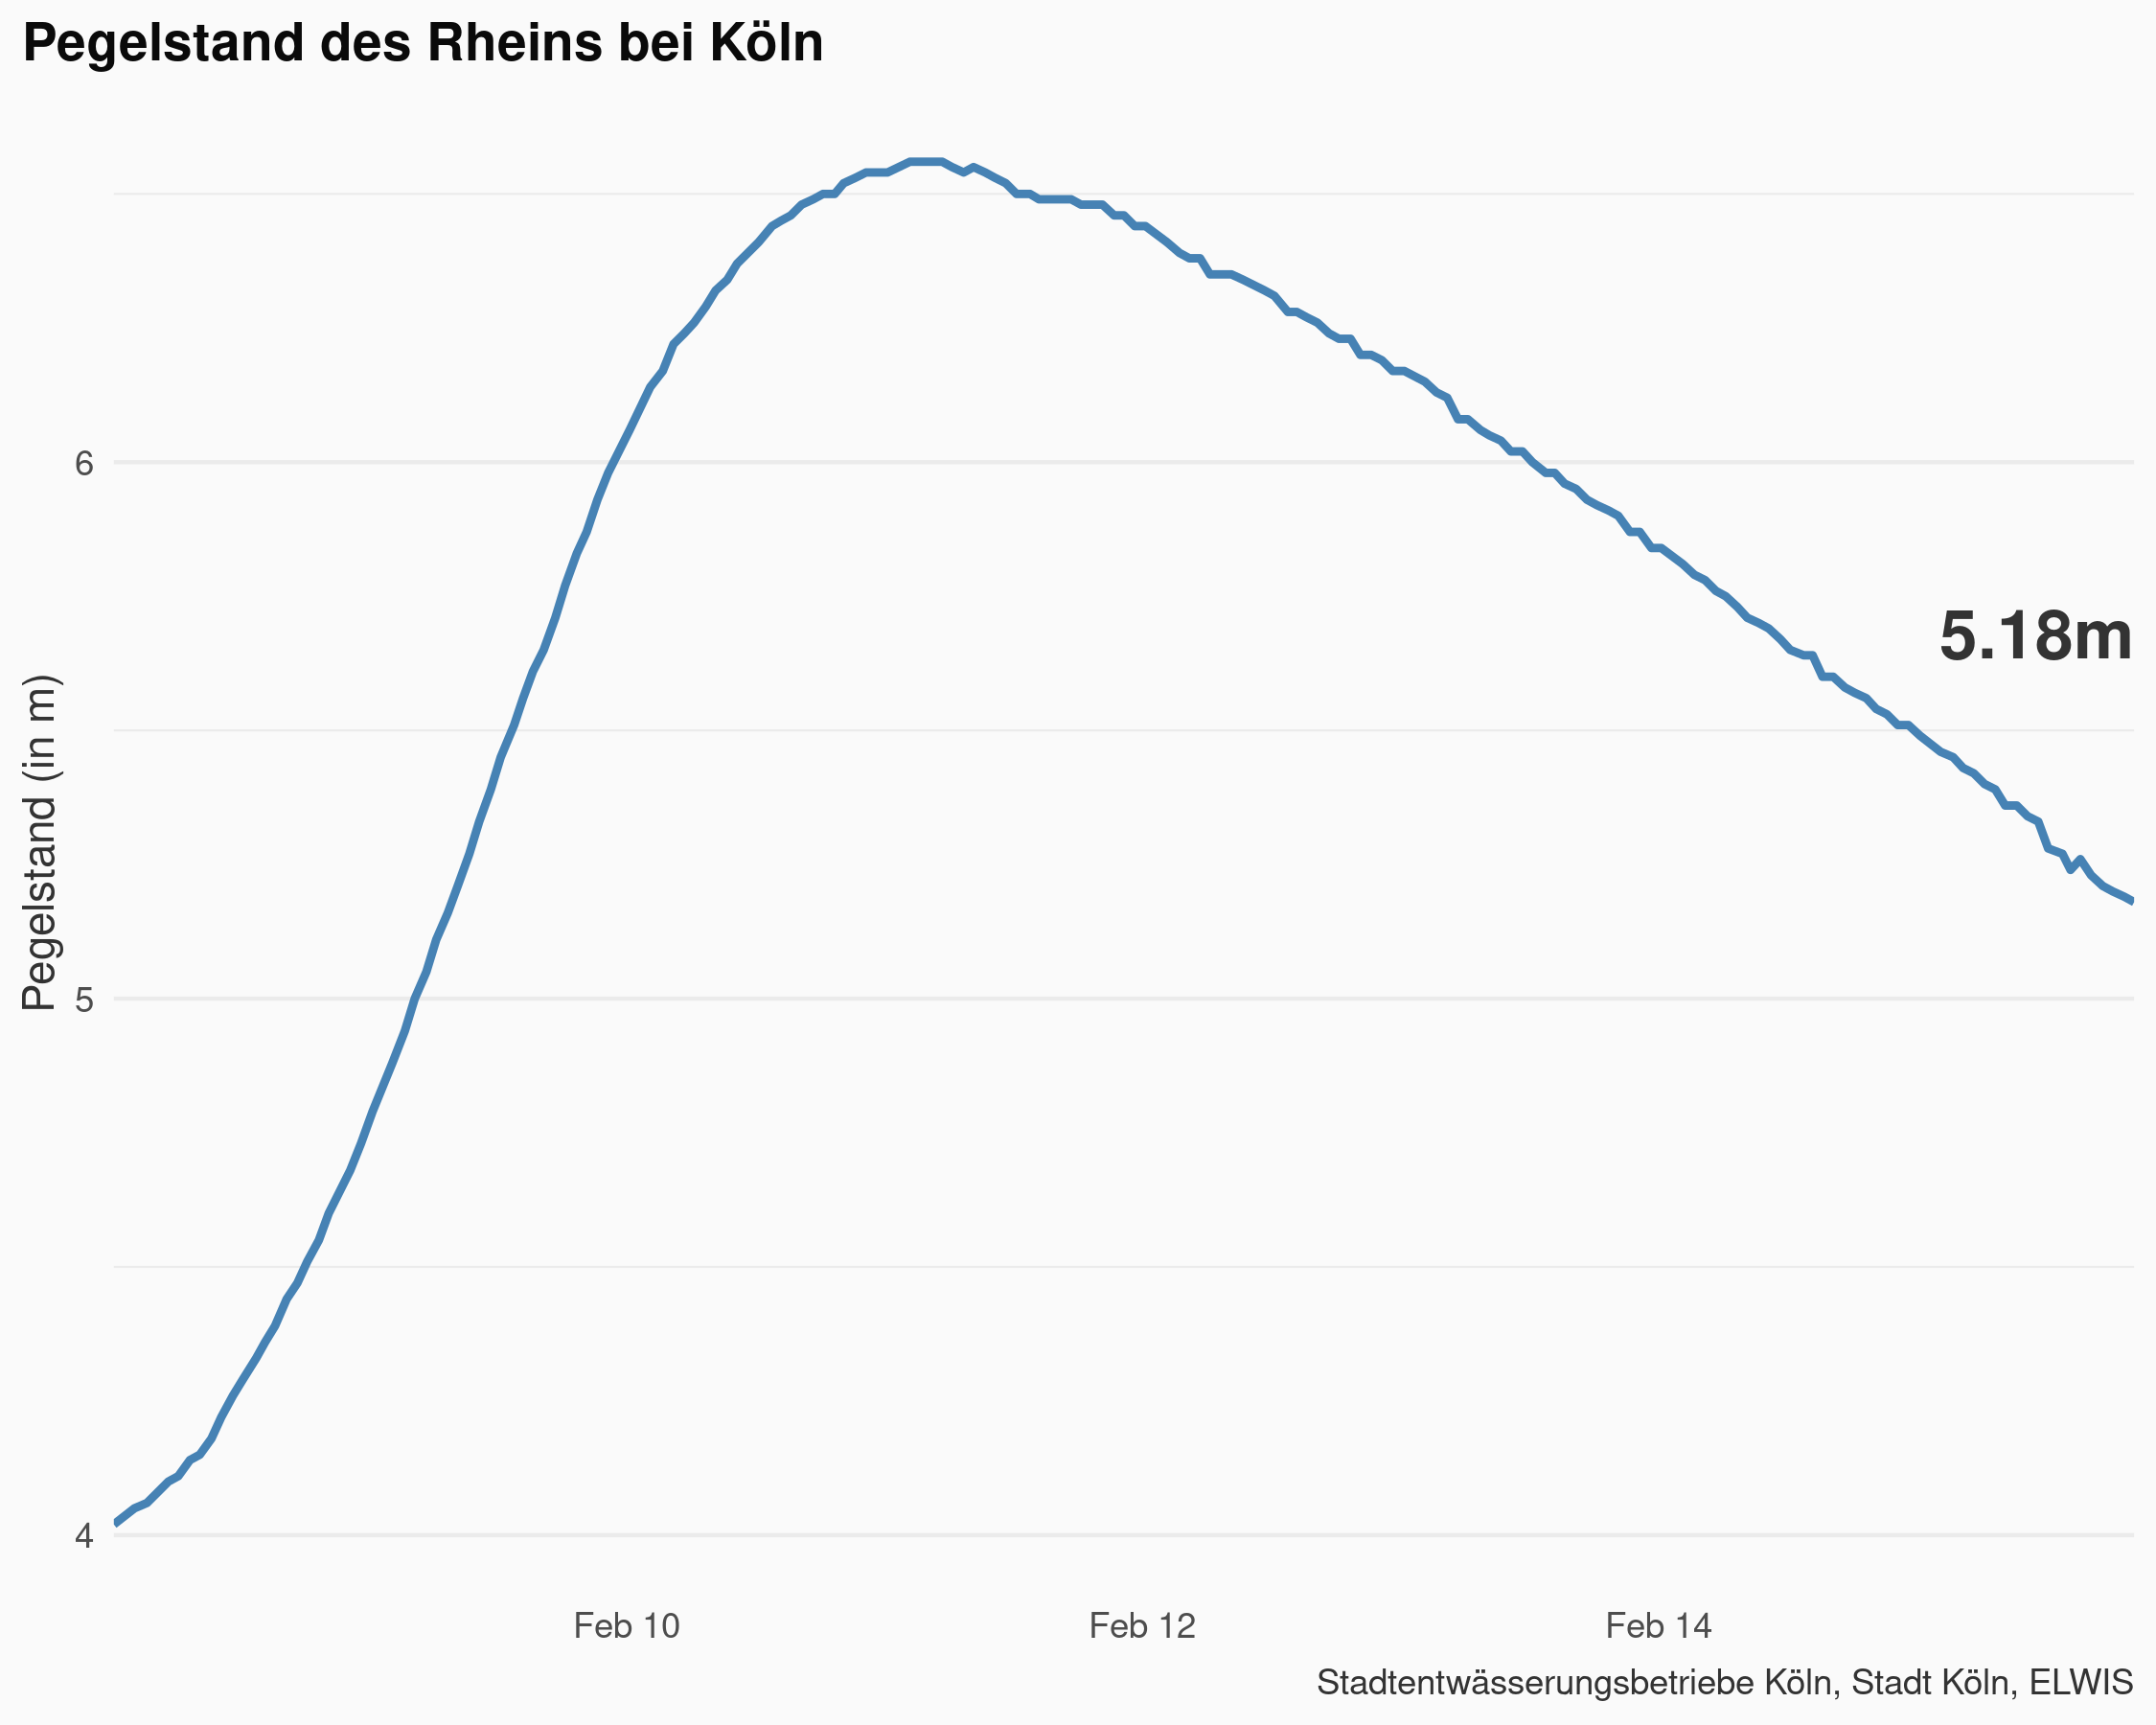 Pegelstand des Rheins bei Köln
Pegelstand (in m)
6
5
4
5.18m
Feb 10
Feb 12
Feb 14
Stadtentwässerungsbetriebe Köln, Stadt Köln, ELWIS